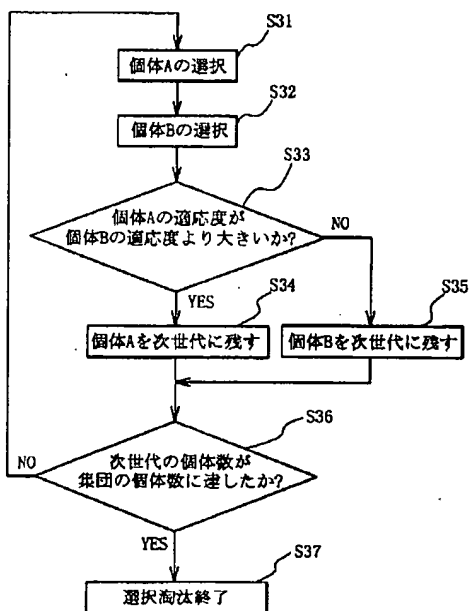 S31
個体Aの選択
S32
個体Bの選択
S33
個体Aの適応度が
個体Bの適応度より大きいか?
NO
YES
S34
S35
個体Aを次世代に残す
個体Bを次世代に残す
S36
次世代の個体数が
集団の個体数に達したか?
NO
YES
S37
選択淘汰終了